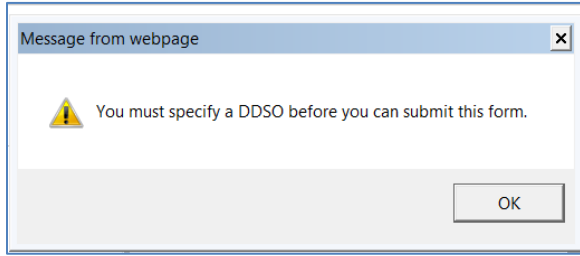 Message from webpage
You must specify a DDSO before you can submit this form.
OK